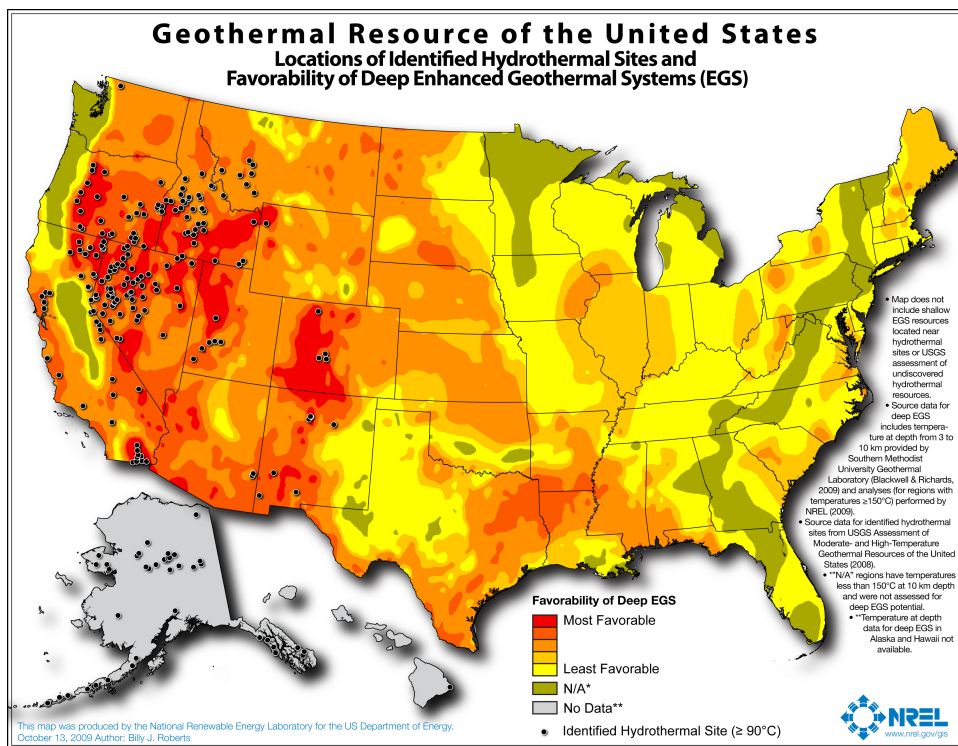 Geothermal Resource of the United States
Locations of Identified Hydrothermal Sites and
Favorability of Deep Enhanced Geothermal Systems (EGS)
• Map does not
include shallow
EGS resources
located near
hydrothermal
sites or USGS
assessment of
undiscovered
hydrothermal
resources.
• Source data for
deep EGS
includes tempera-
ture at depth from 3 to
10 km provided by
Southern Methodist
University Geothermal
Laboratory (Blackwell & Richards,
2009) and analyses (for regions with
temperatures ≥150°C) performed by
NREL (2009).
• Source data for identified hydrothermal
sites from USGS Assessment of
Moderate- and High-Temperature
Geothermal Resources of the United
States (2008).
• *"N/A" regions have temperatures
less than 150°C at 10 km depth
and were not assessed for
deep EGS potential.
• **Temperature at depth
data for deep EGS in
Alaska and Hawaii not
available.
Favorability of Deep EGS
Most Favorable
Least Favorable
N/A*
No Data**
Identified Hydrothermal Site (≥ 90°C)
This map was produced by the National Renewable Energy Laboratory for the US Department of Energy.
October 13, 2009 Author: Billy J. Roberts
NREL
www.nrel.gov/gis